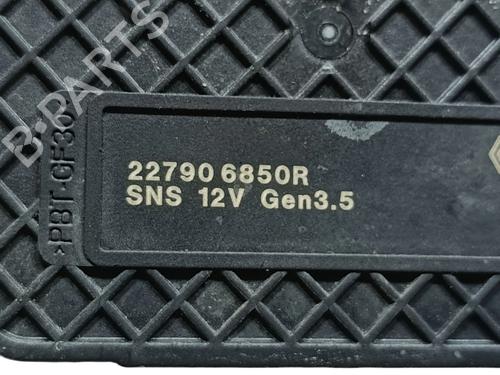 B-PARTS
>PBT-GF30
22790 6850R
SNS 12V Gen3.5